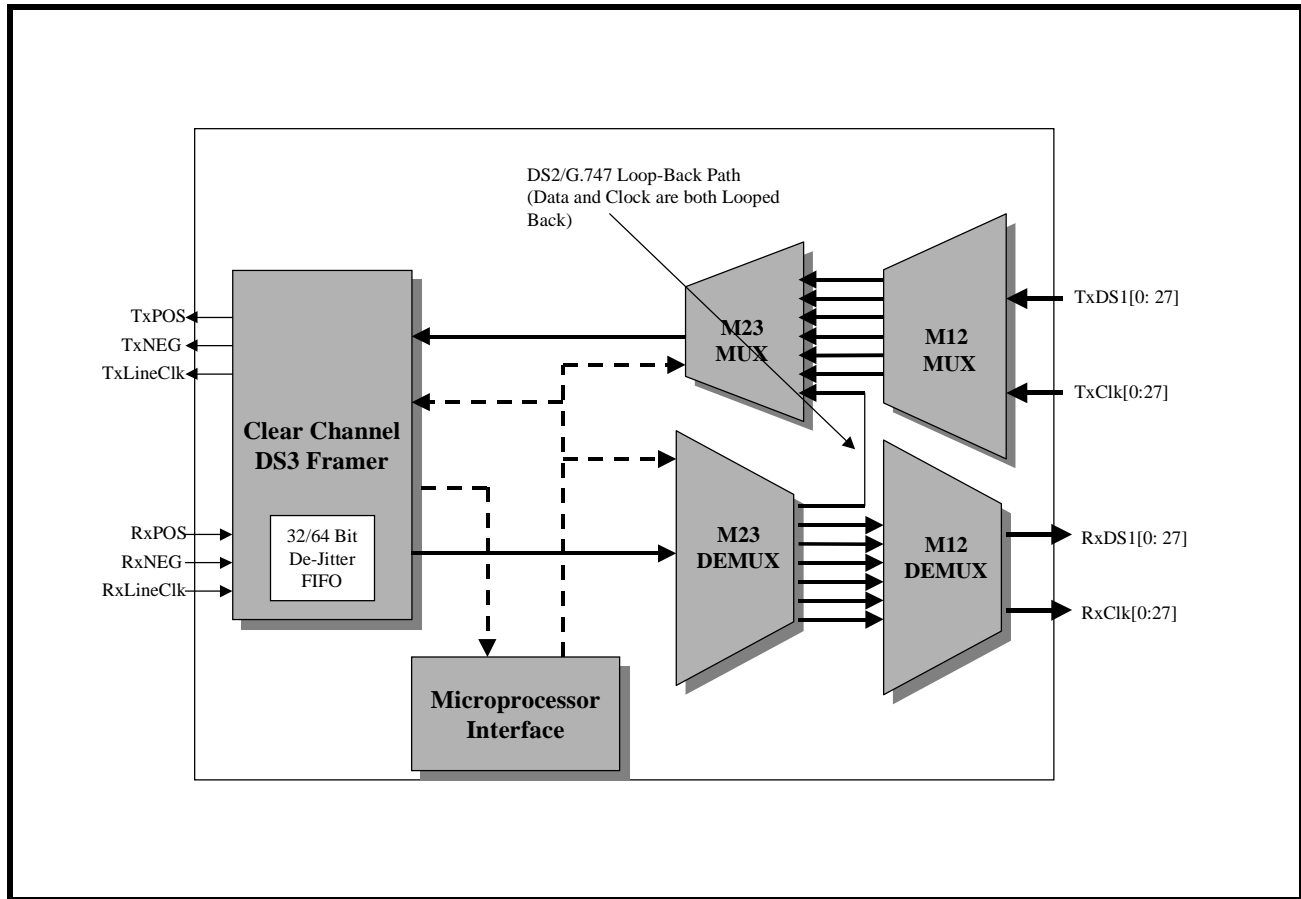 DS2/G.747 Loop-Back Path
(Data and Clock are both Looped
Back)
TxPOS
TxNEG
TxLineClk
Clear Channel
DS3 Framer
RxPOS
RxNEG
RxLineClk
32/64 Bit
De-Jitter
FIFO
Microprocessor
Interface
M23
MUX
M12
MUX
TxDS1[0: 27]
TxClk[0:27]
M23
DEMUX
M12
DEMUX
RxDS1[0: 27]
RxClk[0:27]